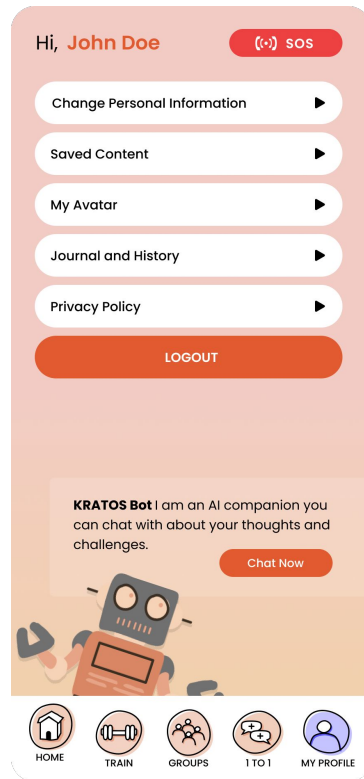 Hi, John Doe
SOS
Change Personal Information
Saved Content
My Avatar
Journal and History
Privacy Policy
LOGOUT
KRATOS Bot I am an AI companion you
can chat with about your thoughts and
challenges.
Chat Now
HOME
TRAIN
GROUPS
1 TO 1
MY PROFILE